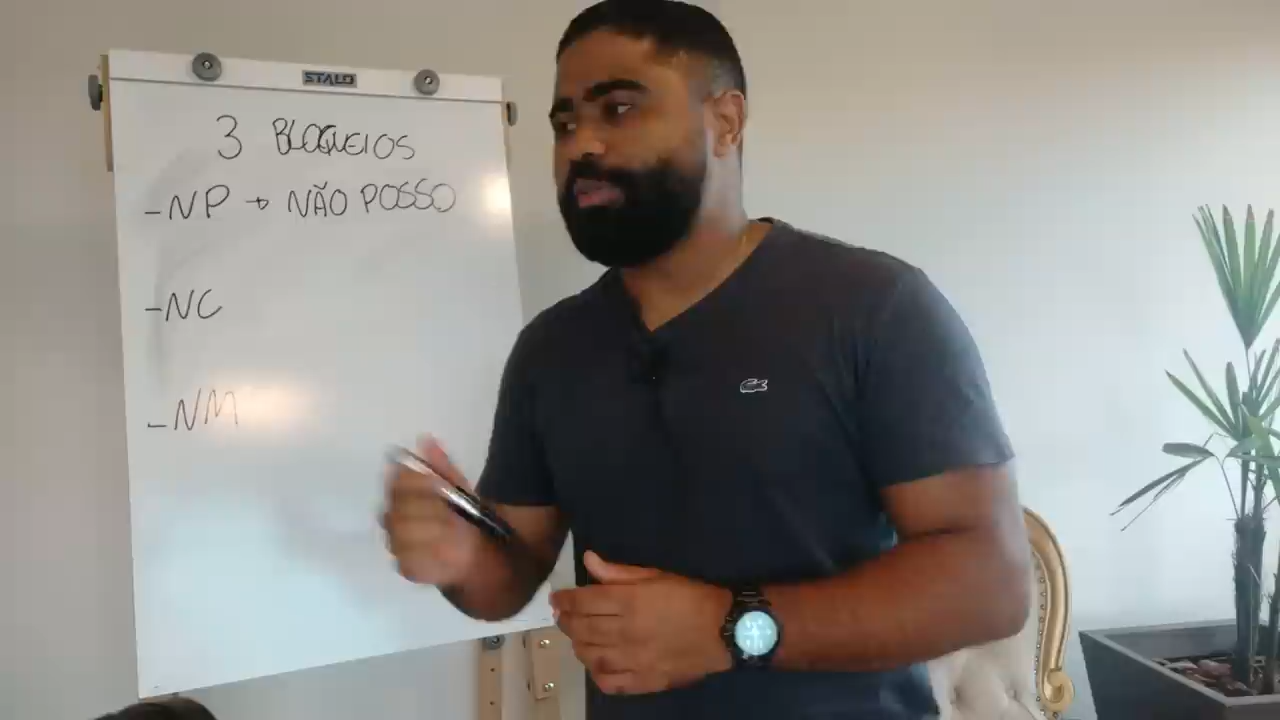 STALO
3 BLOQUEIOS
-NP → NÃO POSSO
-NC
-NM